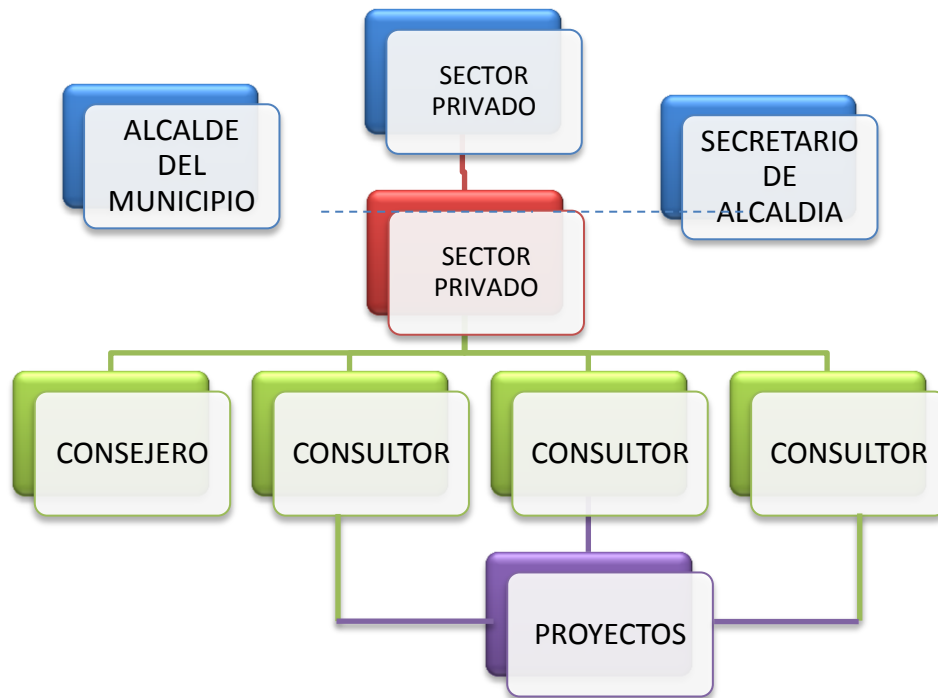 SECTOR
PRIVADO
ALCALDE
DEL
MUNICIPIO
SECRETARIO
DE
ALCALDIA
SECTOR
PRIVADO
CONSEJERO
CONSULTOR
CONSULTOR
CONSULTOR
PROYECTOS